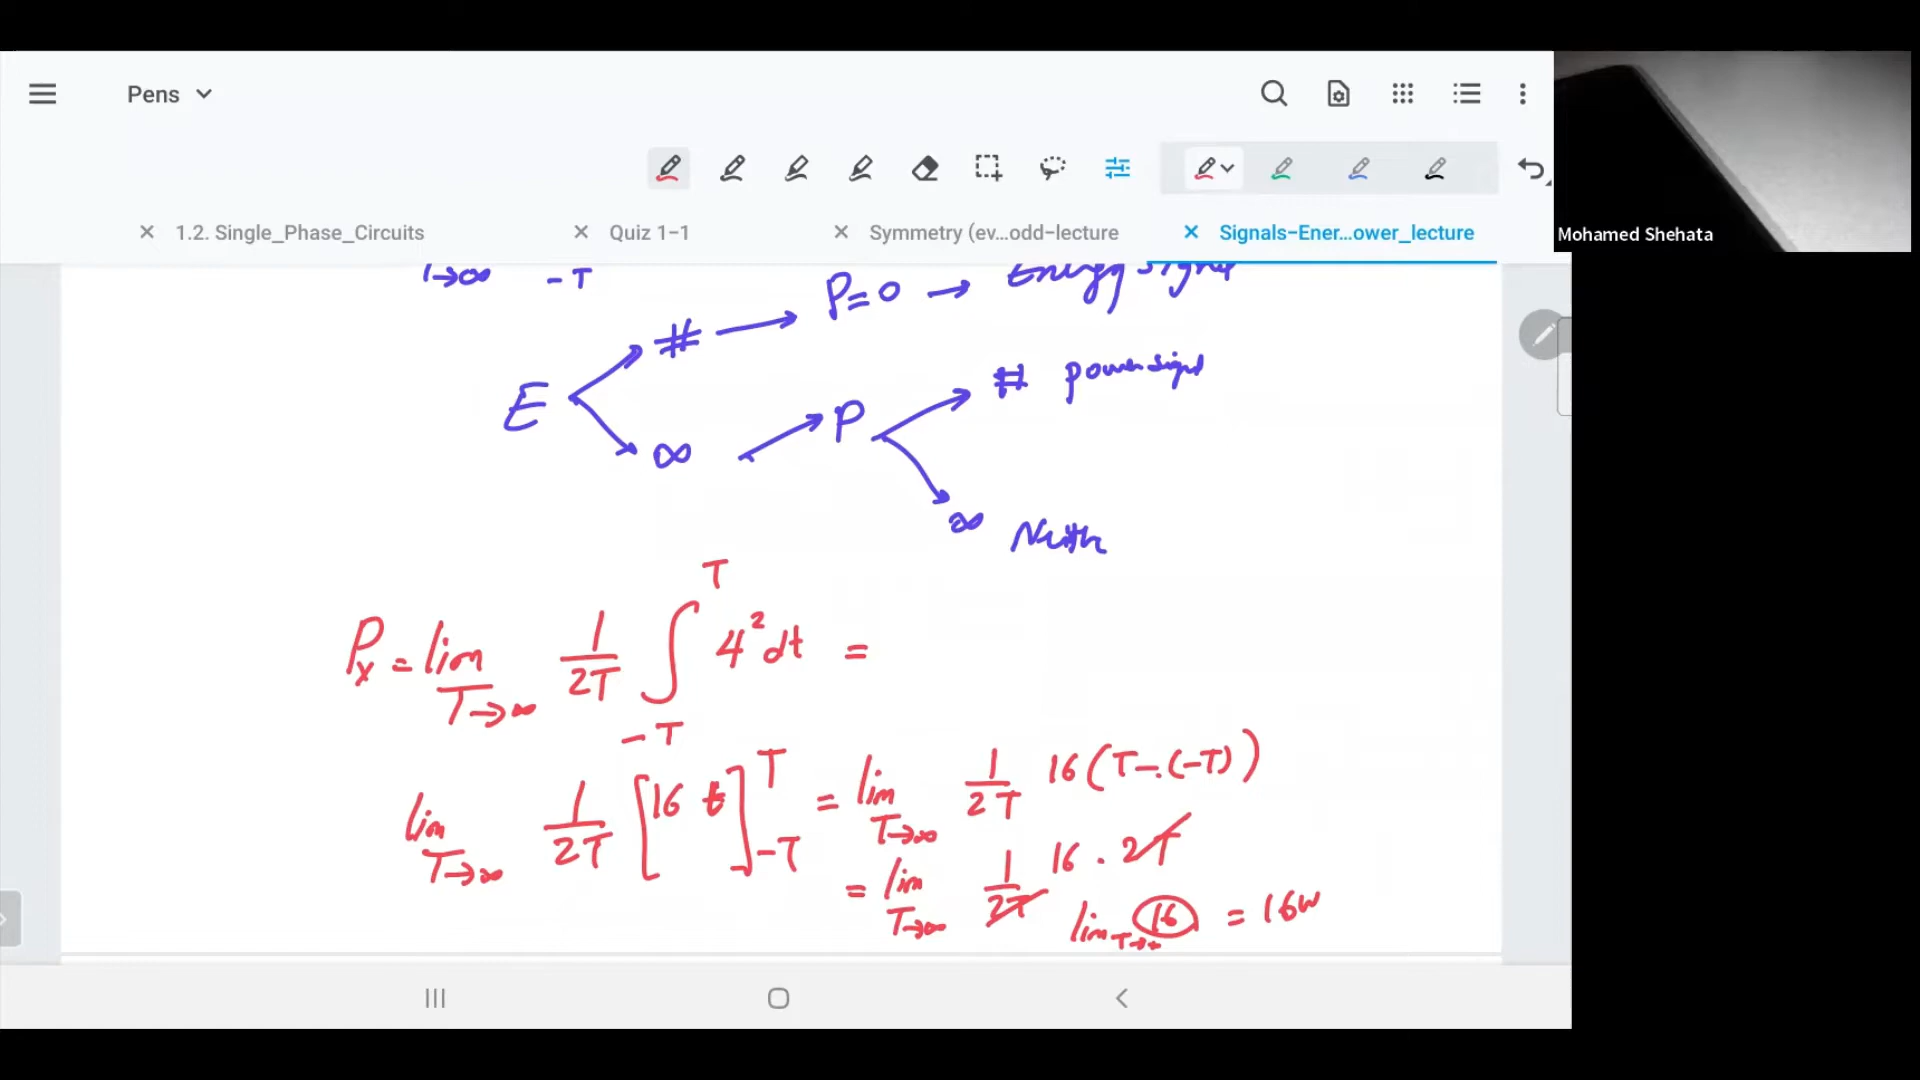 Pens
1.2. Single_Phase_Circuits
Quiz 1-1
Symmetry (ev...odd-lecture
Signals-Ener...ower_lecture
Mohamed Shehata
T→∞ -T
E # → P=0 → Energy signal
∞ → P # power signal
∞ Neither
Pₓ = lim T→∞ 1/2T ∫_{-T}^{T} 4² dt =
lim T→∞ 1/2T [16 t]_{-T}^{T} = lim T→∞ 1/2T 16(T-(-T))
= lim T→∞ 1/2T 16 . 2T
lim T→∞ 16 = 16w